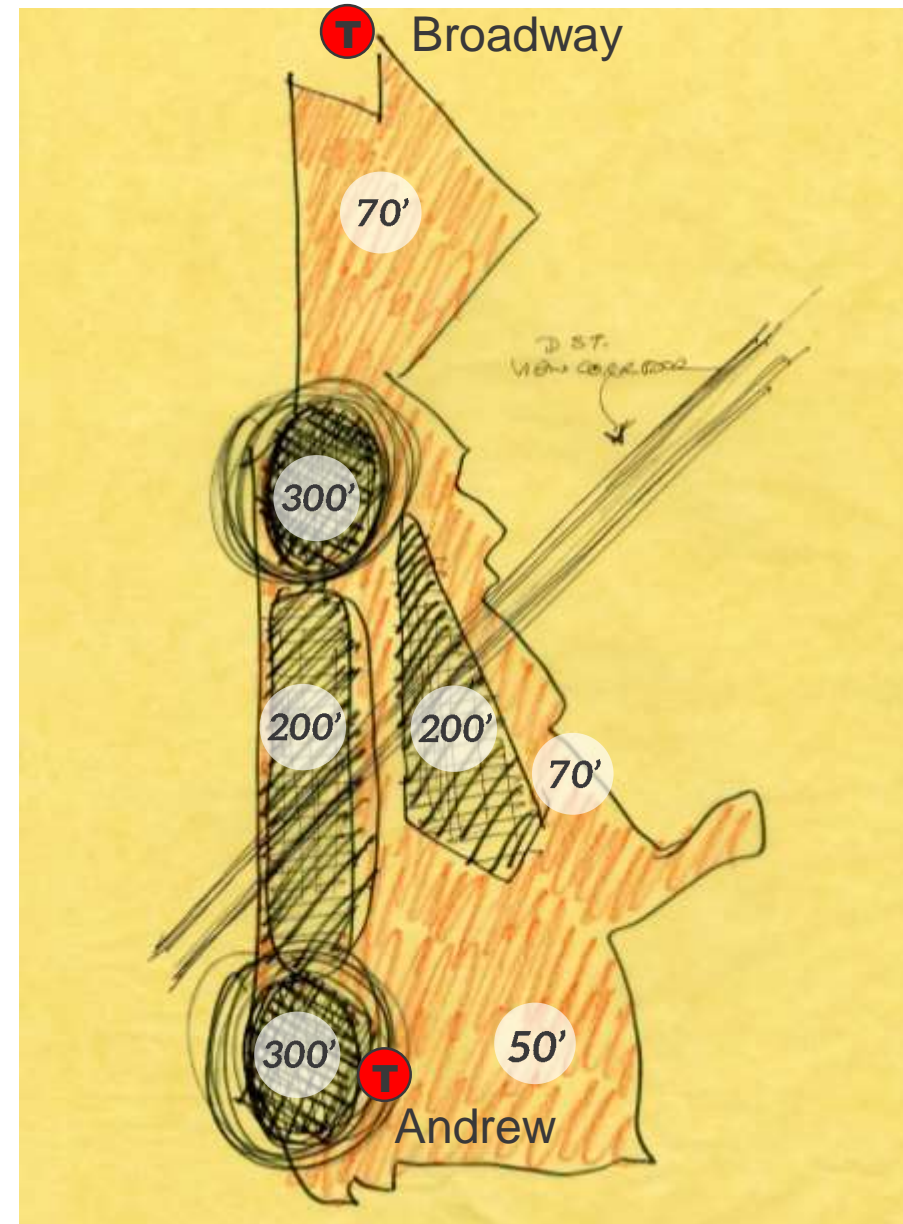 T Broadway
70'
D ST.
VIEW CORRIDOR
300'
200' 200'
70'
300' 50'
T
Andrew